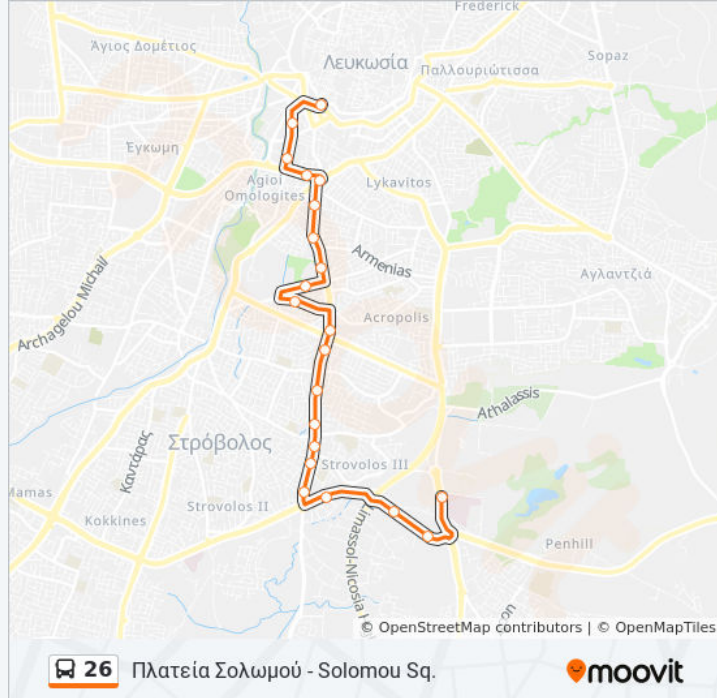 Frederick
Άγιος Δομέτιος
Sopaz
Λευκωσία
Παλλουριώτισσα
Έγκωμη
Agioi
Omologites
Lykavitos
Armenias
Αγλαντζιά
Archagelou Michail
Acropolis
Athalassis
Καντάρας
Στρόβολος
Strovolos III
Mamas
Strovolos II
Kokkines
Limassol-Nicosia H
Penhill
on
© OpenStreetMap contributors | © OpenMapTiles
26 Πλατεία Σολωμού - Solomou Sq.
moovit